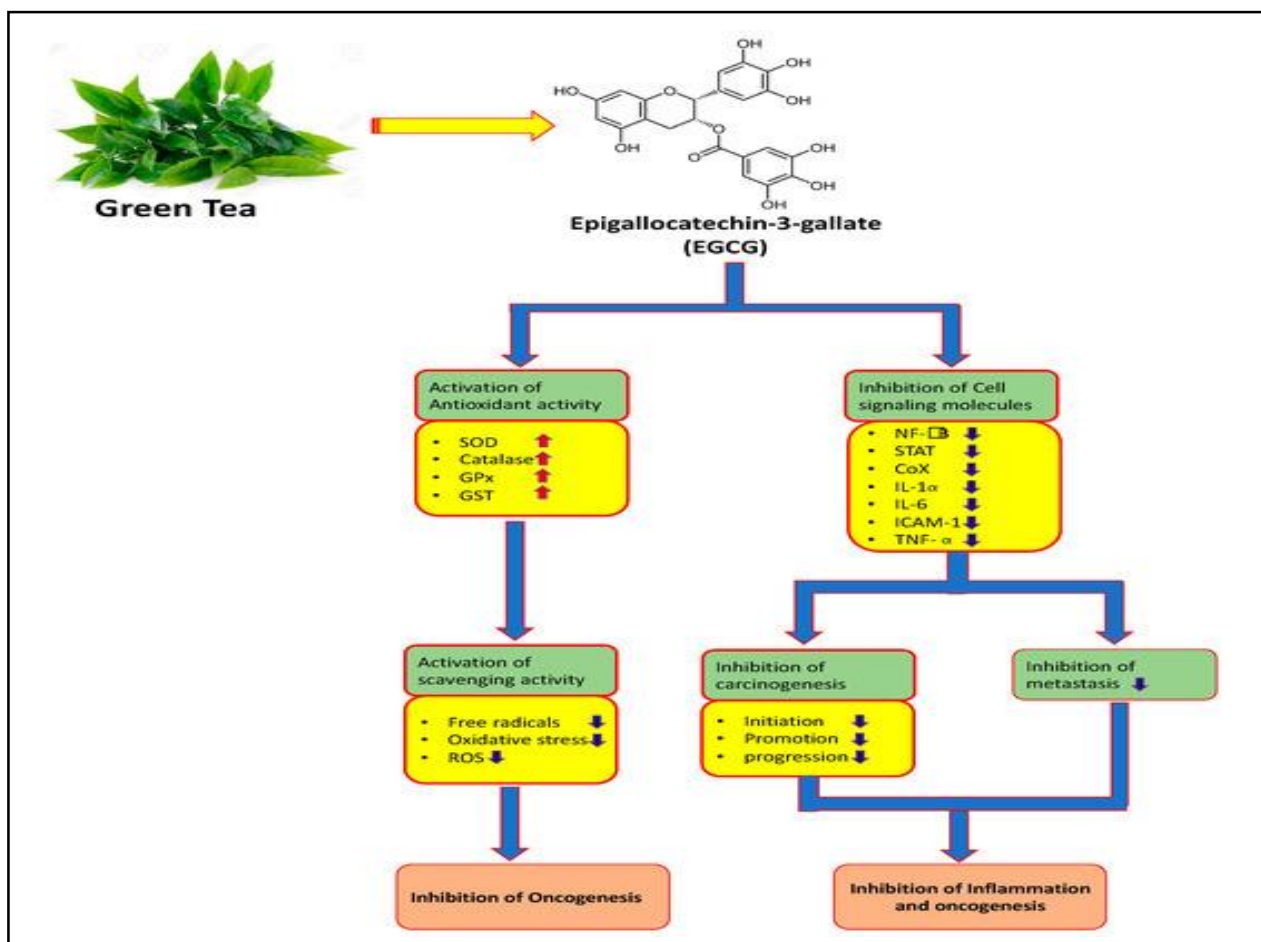 OH
OH
HO
O
OH
O
OH
O
OH
OH
OH
Green Tea
Epigallocatechin-3-gallate
(EGCG)
Activation of
Antioxidant activity
• SOD
• Catalase
• GPx
• GST
Inhibition of Cell
signaling molecules
• NF-□B
• STAT
• CoX
• IL-1α
• IL-6
• ICAM-1
• TNF- α
Activation of
scavenging activity
• Free radicals
• Oxidative stress
• ROS
Inhibition of
carcinogenesis
• Initiation
• Promotion
• progression
Inhibition of
metastasis
Inhibition of Oncogenesis
Inhibition of Inflammation
and oncogenesis